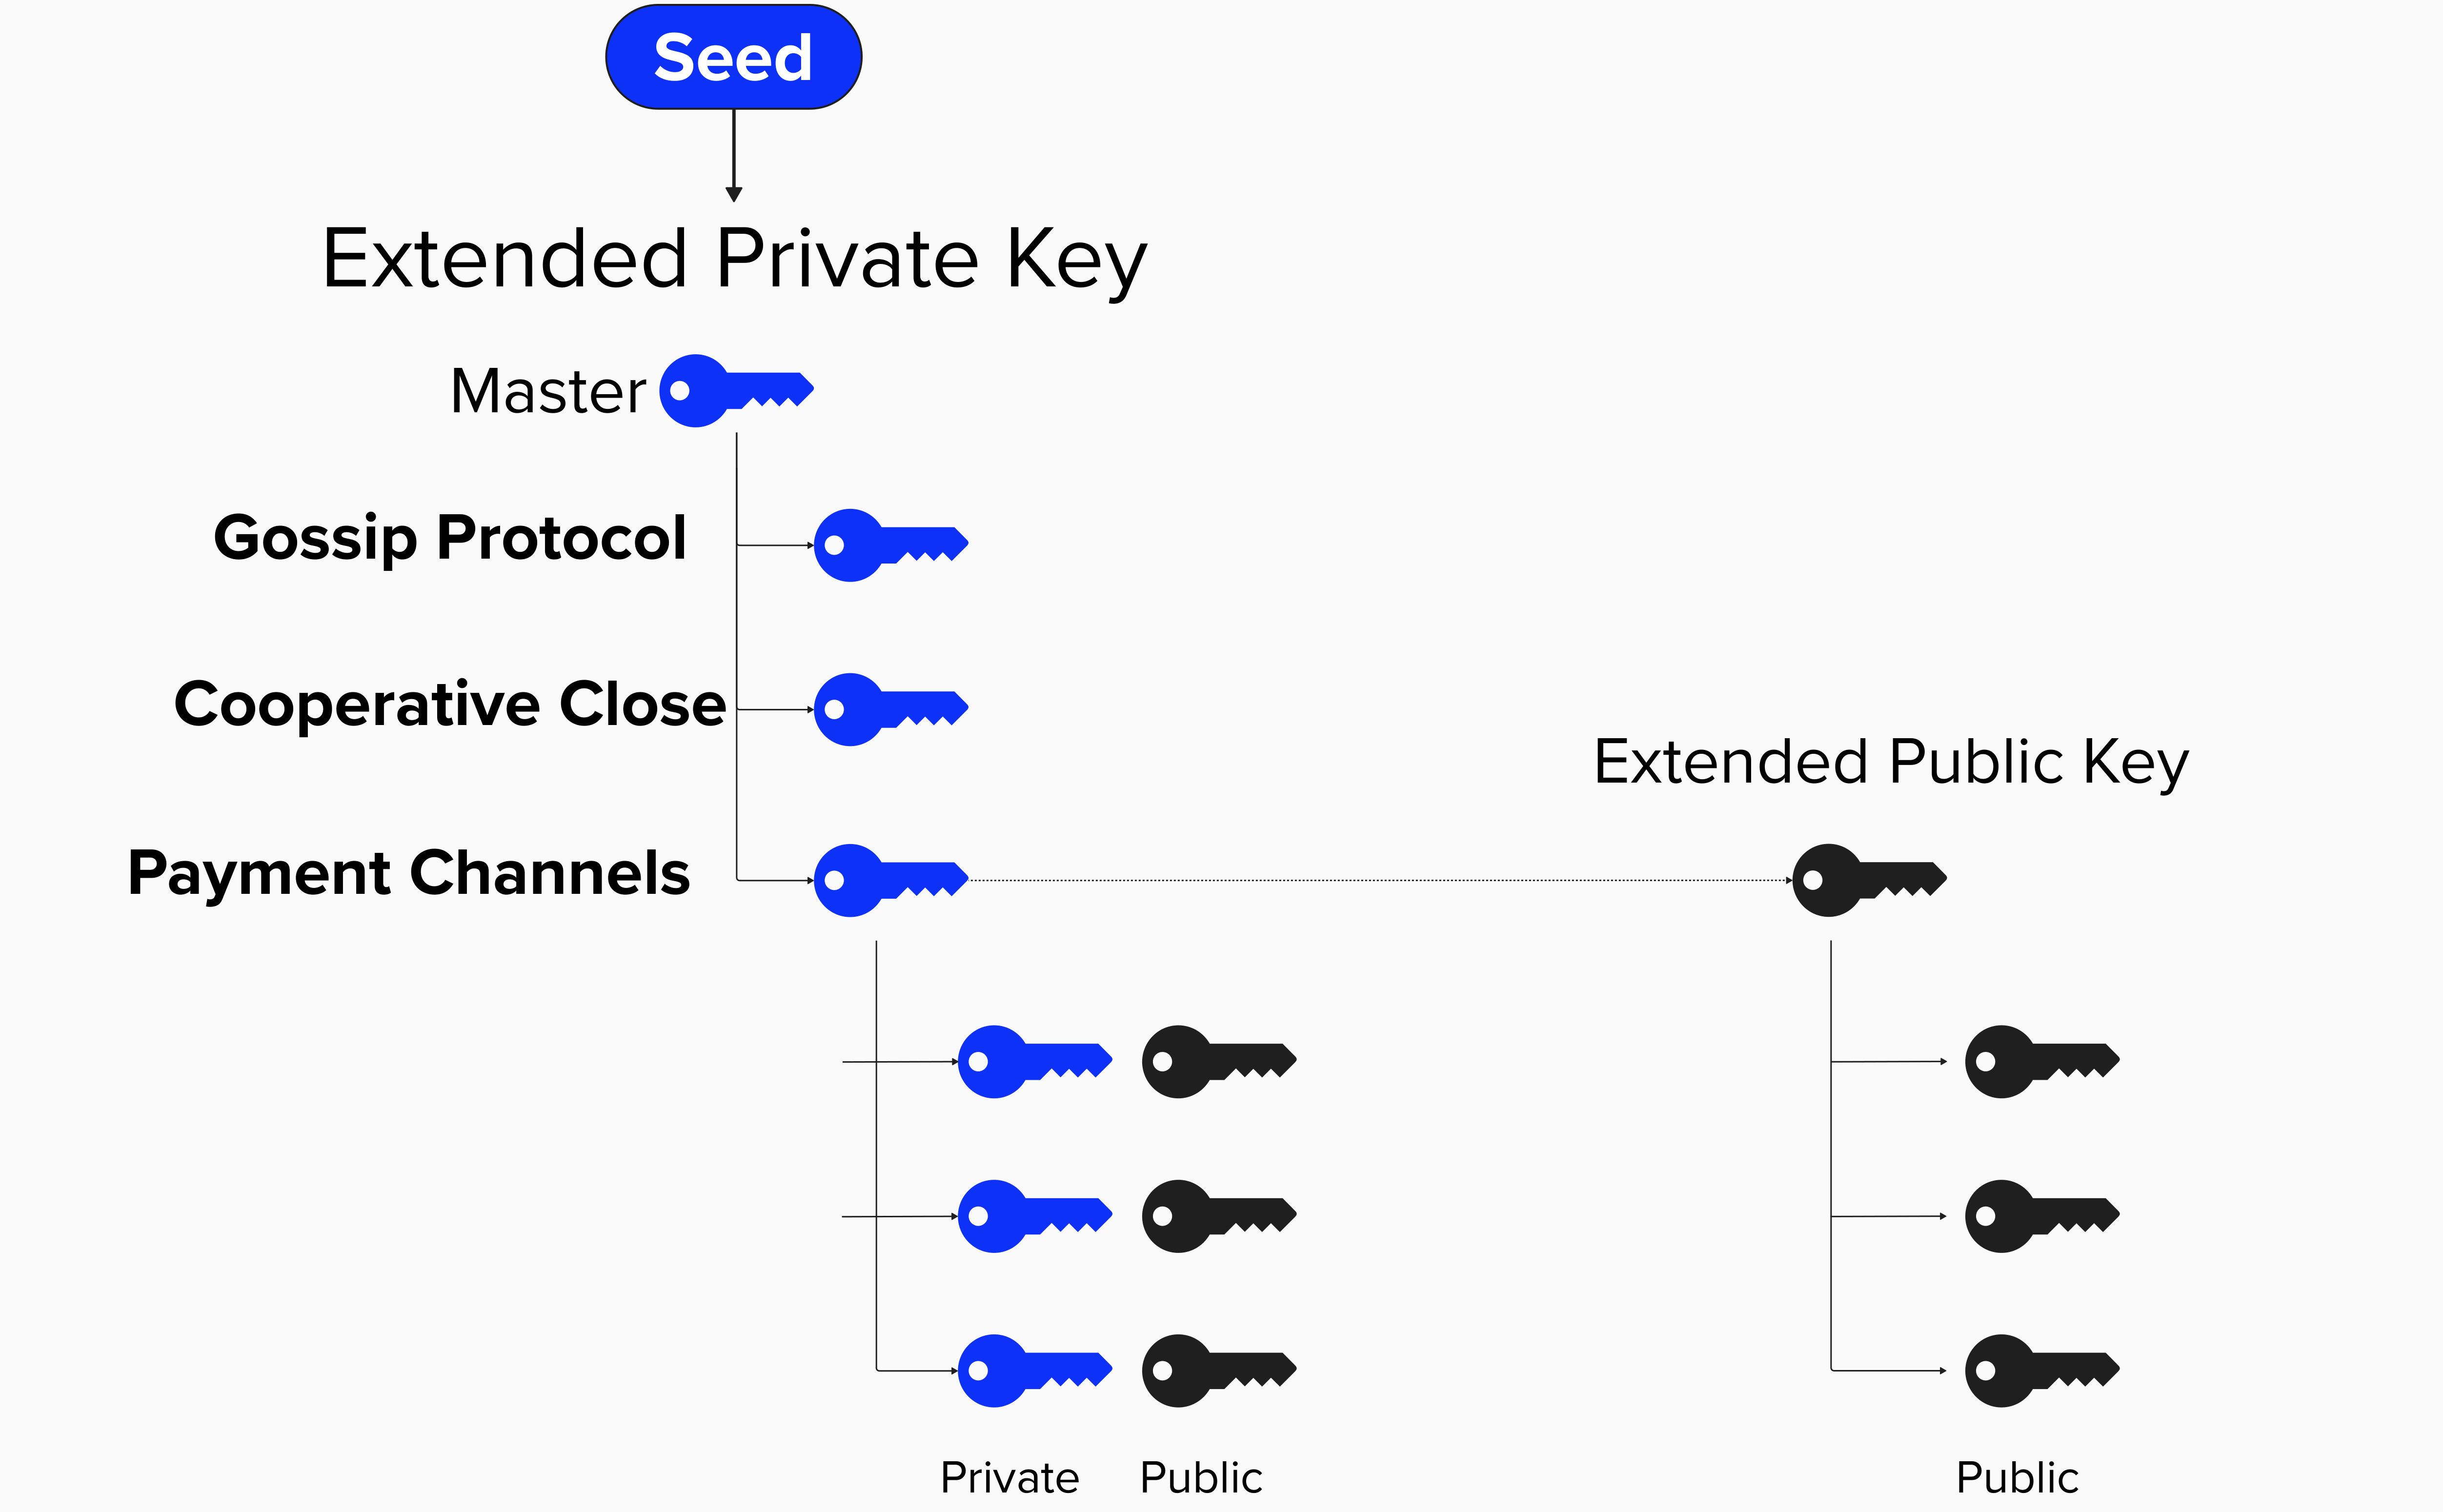 Seed
Extended Private Key
Master
Gossip Protocol
Cooperative Close
Extended Public Key
Payment Channels
Private
Public
Public